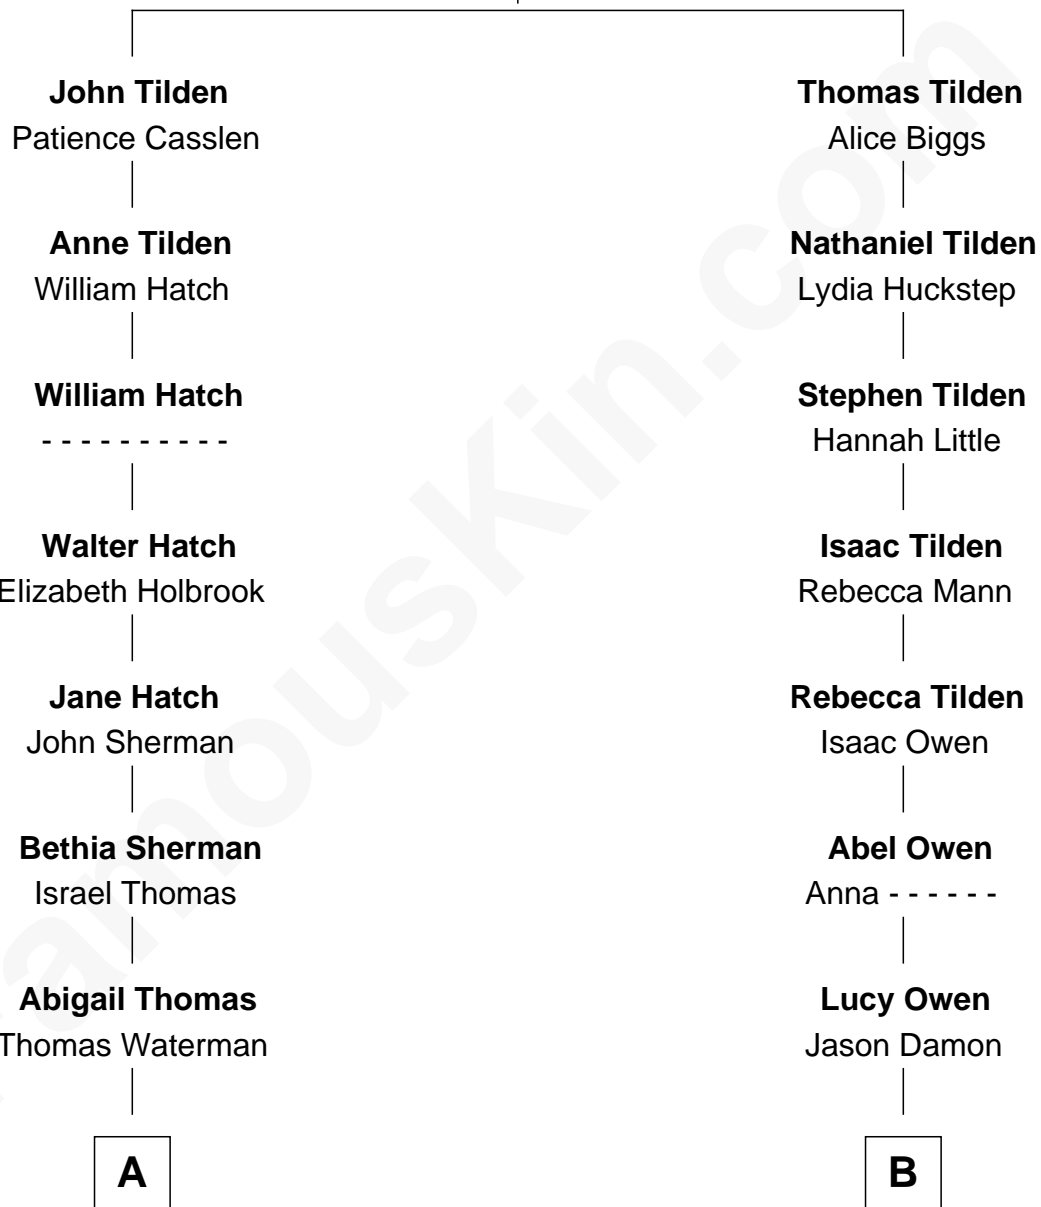 John Tilden
Patience Casslen
Anne Tilden
William Hatch
William Hatch
- - - - - - - - - -
Walter Hatch
Elizabeth Holbrook
Jane Hatch
John Sherman
Bethia Sherman
Israel Thomas
Abigail Thomas
Thomas Waterman
A
Thomas Tilden
Alice Biggs
Nathaniel Tilden
Lydia Huckstep
Stephen Tilden
Hannah Little
Isaac Tilden
Rebecca Mann
Rebecca Tilden
Isaac Owen
Abel Owen
Anna - - - - - -
Lucy Owen
Jason Damon
B
famousKin.com